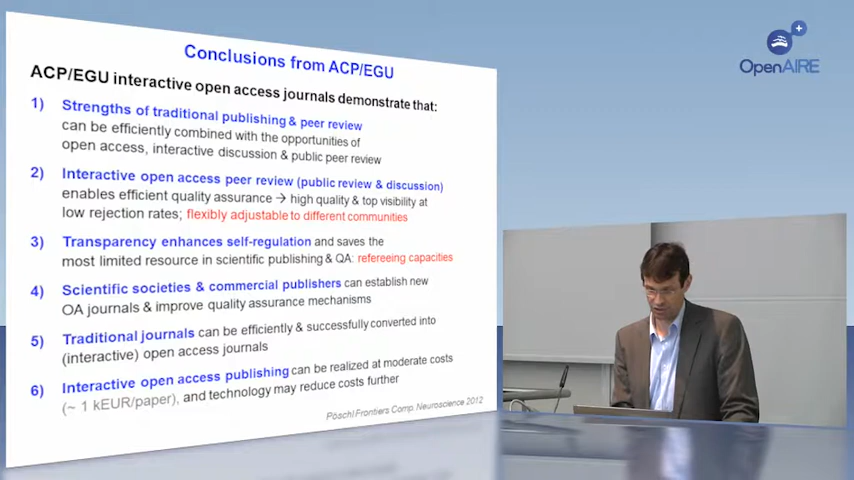 Conclusions from ACP/EGU
ACP/EGU interactive open access journals demonstrate that:
1) Strengths of traditional publishing & peer review
can be efficiently combined with the opportunities of
open access, interactive discussion & public peer review
2) Interactive open access peer review (public review & discussion)
enables efficient quality assurance → high quality & top visibility at
low rejection rates; flexibly adjustable to different communities
3) Transparency enhances self-regulation and saves the
most limited resource in scientific publishing & QA: refereeing capacities
4) Scientific societies & commercial publishers can establish new
OA journals & improve quality assurance mechanisms
5) Traditional journals can be efficiently & successfully converted into
(interactive) open access journals
6) Interactive open access publishing can be realized at moderate costs
(~ 1 kEUR/paper), and technology may reduce costs further
Pöschl Frontiers Comp. Neuroscience 2012
OpenAIRE